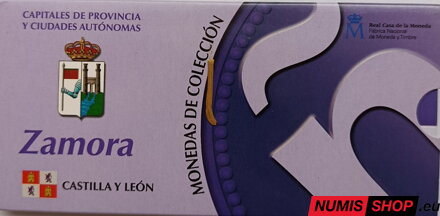 CAPITALES DE PROVINCIA
Y CIUDADES AUTÓNOMAS
Zamora
CASTILLA Y LEÓN
MONEDAS DE COLECCIÓN
Real Casa de la Moneda
Fábrica Nacional
de Moneda y Timbre
NUMIS SHOP.eu